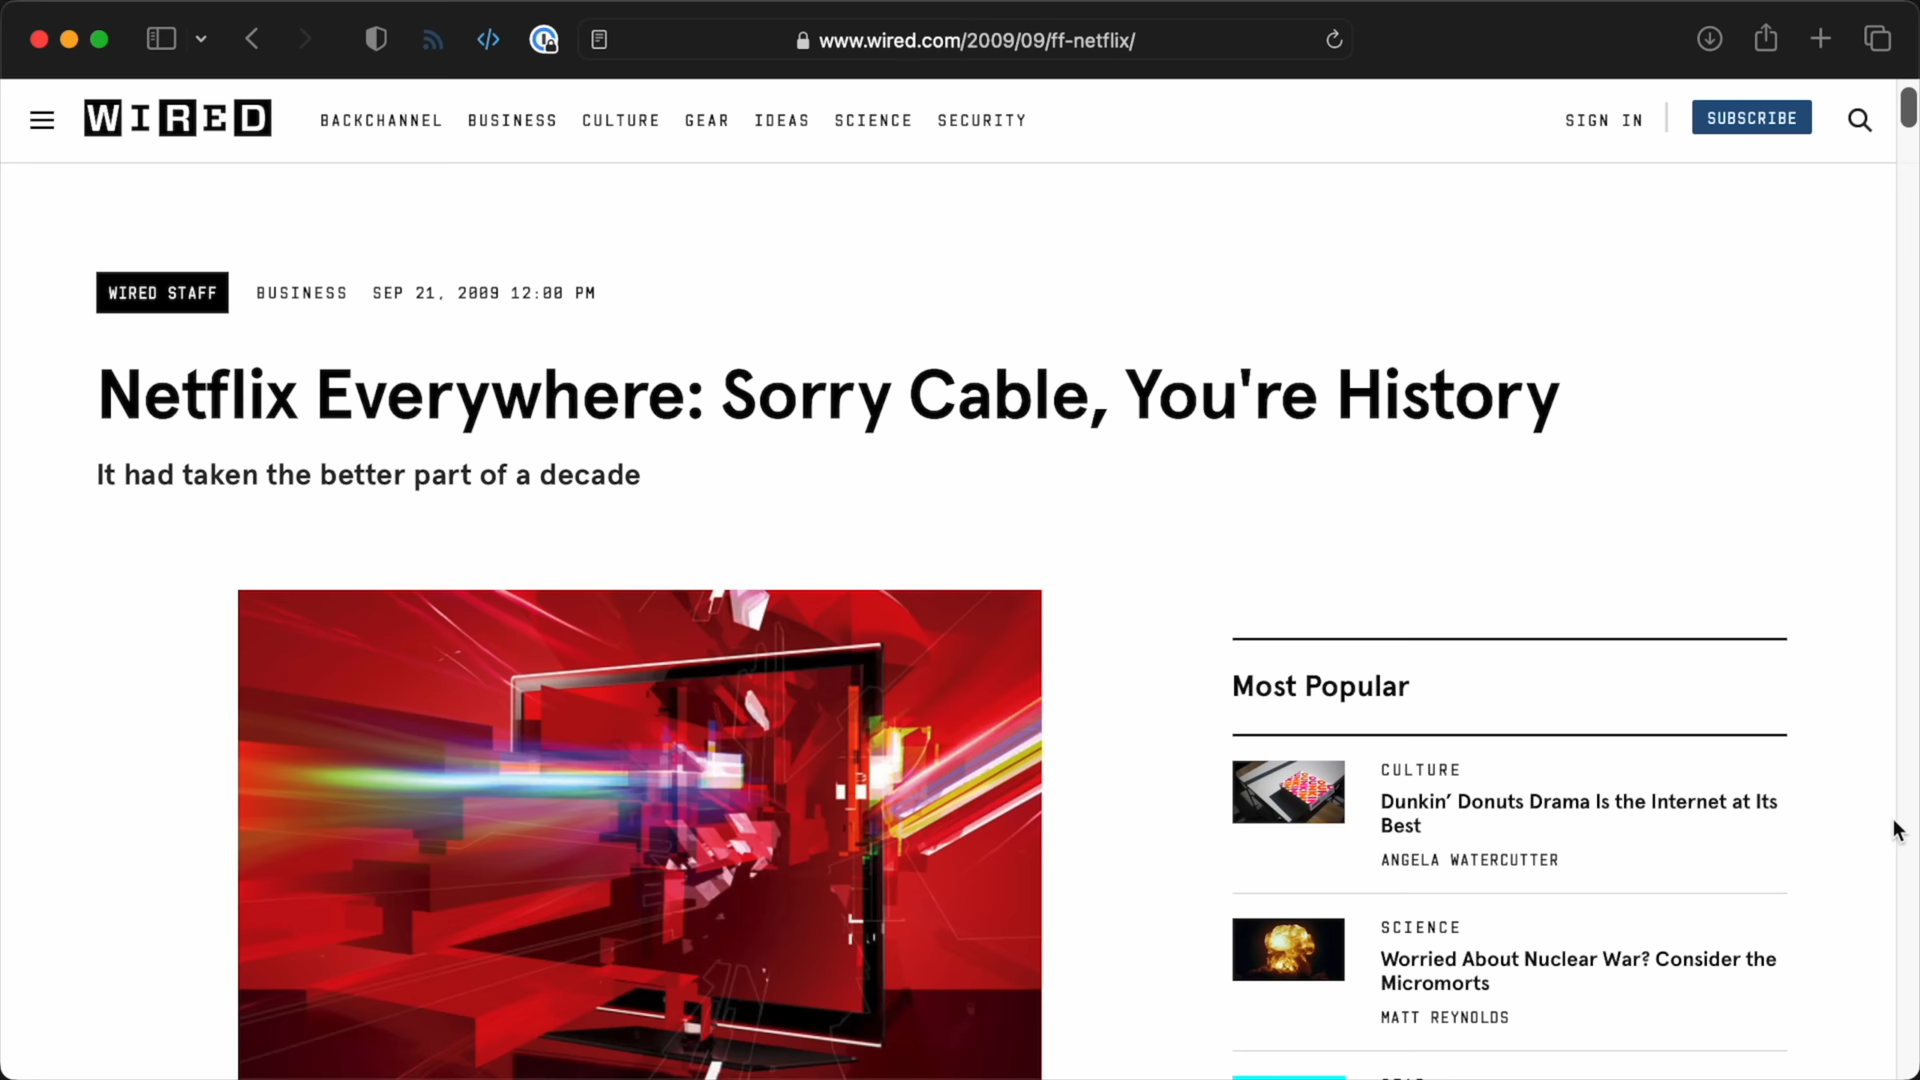 www.wired.com/2009/09/ff-netflix/
WIRED
BACKCHANNEL BUSINESS CULTURE GEAR IDEAS SCIENCE SECURITY
SIGN IN
SUBSCRIBE
WIRED STAFF
BUSINESS
SEP 21, 2009 12:00 PM
Netflix Everywhere: Sorry Cable, You're History
It had taken the better part of a decade
Most Popular
CULTURE
Dunkin’ Donuts Drama Is the Internet at Its
Best
ANGELA WATERCUTTER
SCIENCE
Worried About Nuclear War? Consider the
Micromorts
MATT REYNOLDS